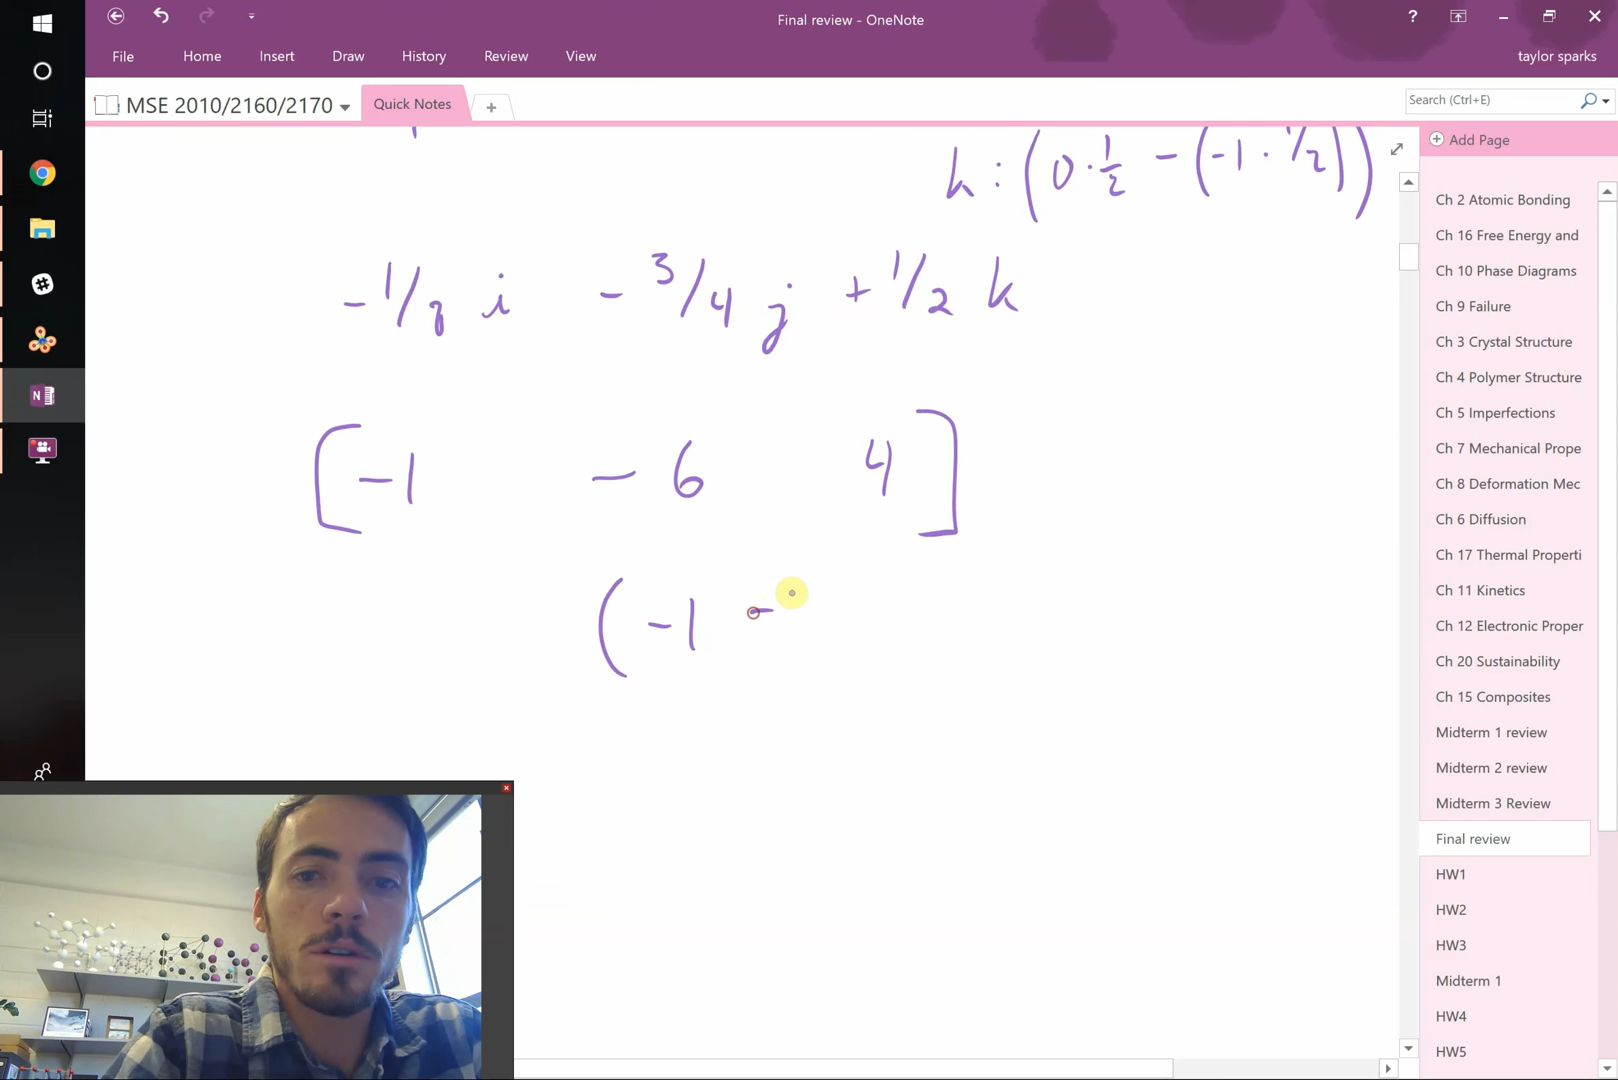 Final review - OneNote
?
File Home Insert Draw History Review View
taylor sparks
MSE 2010/2160/2170
Quick Notes
+
Search (Ctrl+E)
k : (0 · 1/2 - (-1 · 1/2))
- 1/8 i - 3/4 j + 1/2 k
[ -1 - 6 4 ]
( -1 -
Add Page
Ch 2 Atomic Bonding
Ch 16 Free Energy and
Ch 10 Phase Diagrams
Ch 9 Failure
Ch 3 Crystal Structure
Ch 4 Polymer Structure
Ch 5 Imperfections
Ch 7 Mechanical Prope
Ch 8 Deformation Mec
Ch 6 Diffusion
Ch 17 Thermal Properti
Ch 11 Kinetics
Ch 12 Electronic Proper
Ch 20 Sustainability
Ch 15 Composites
Midterm 1 review
Midterm 2 review
Midterm 3 Review
Final review
HW1
HW2
HW3
Midterm 1
HW4
HW5